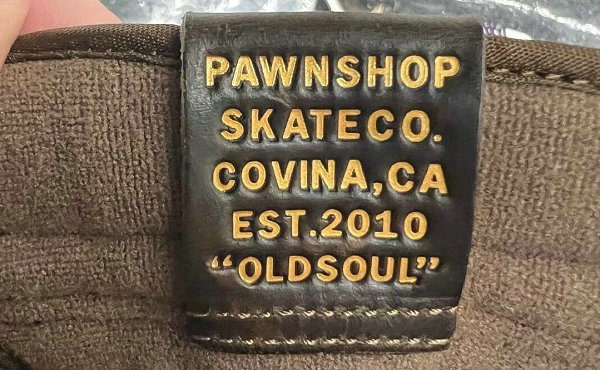 PAWNSHOP
SKATECO.
COVINA,CA
EST.2010
“OLDSOUL”